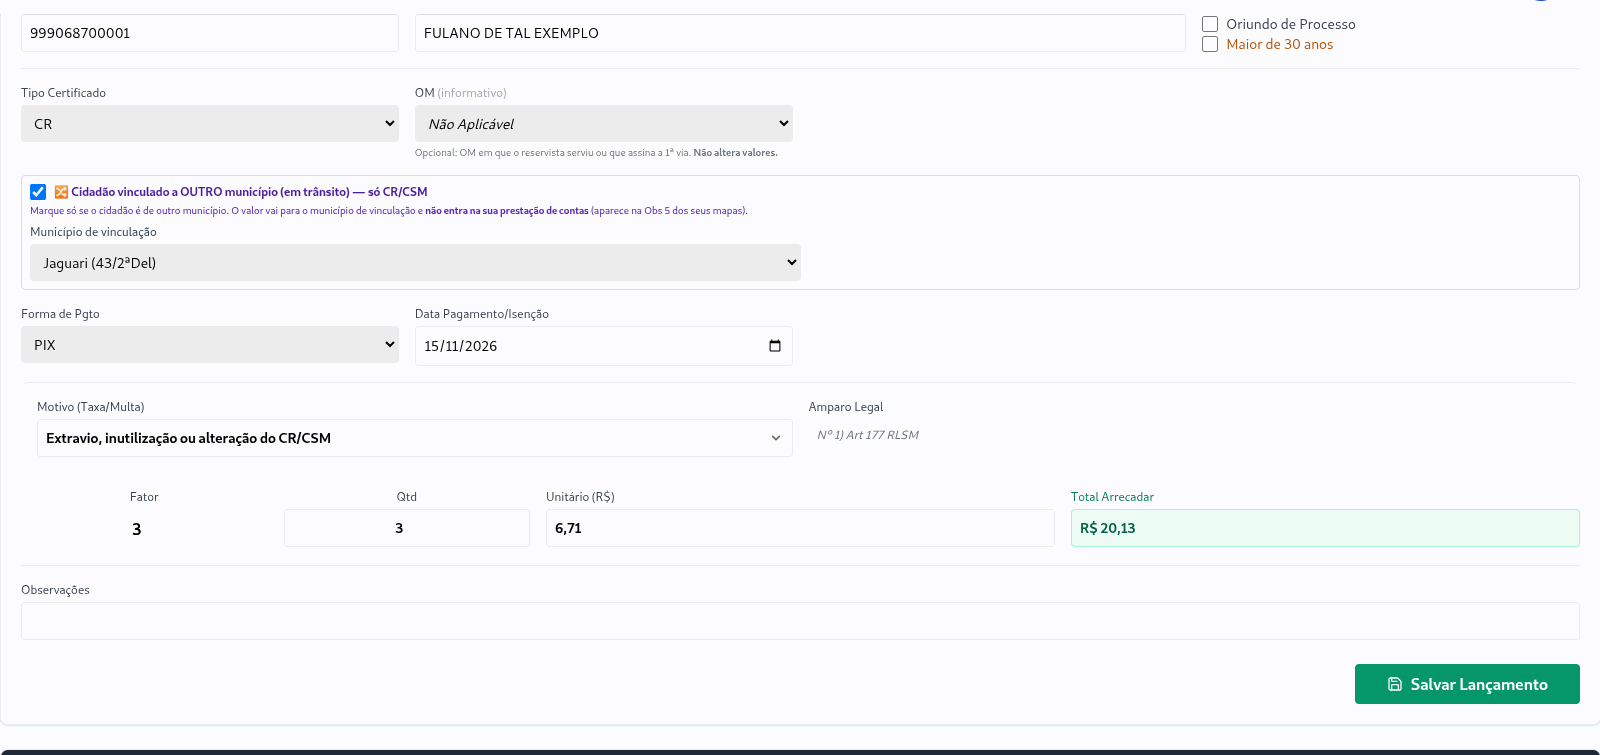 999068700001
FULANO DE TAL EXEMPLO
Oriundo de Processo
Maior de 30 anos
Tipo Certificado
OM (informativo)
CR
Não Aplicável
Opcional: OM em que o reservista serviu ou que assina a 1ª via. Não altera valores.
Cidadão vinculado a OUTRO município (em trânsito) — só CR/CSM
Marque só se o cidadão é de outro município. O valor vai para o município de vinculação e não entra na sua prestação de contas (aparece na Obs 5 dos seus mapas).
Município de vinculação
Jaguari (43/2ªDel)
Forma de Pgto
Data Pagamento/Isenção
PIX
15/11/2026
Motivo (Taxa/Multa)
Amparo Legal
Extravio, inutilização ou alteração do CR/CSM
Nº 1) Art 177 RLSM
Fator
Qtd
Unitário (R$)
Total Arrecadar
3
3
6,71
R$ 20,13
Observações
Salvar Lançamento